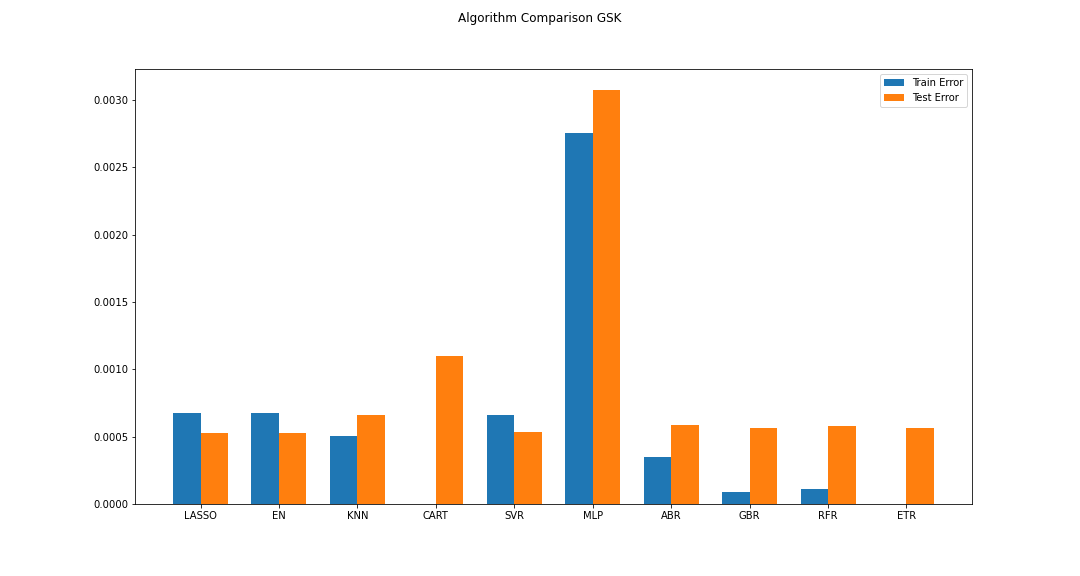 Algorithm Comparison GSK
Train Error
Test Error
0.0030
0.0025
0.0020
0.0015
0.0010
0.0005
0.0000
LASSO EN KNN CART SVR MLP ABR GBR RFR ETR